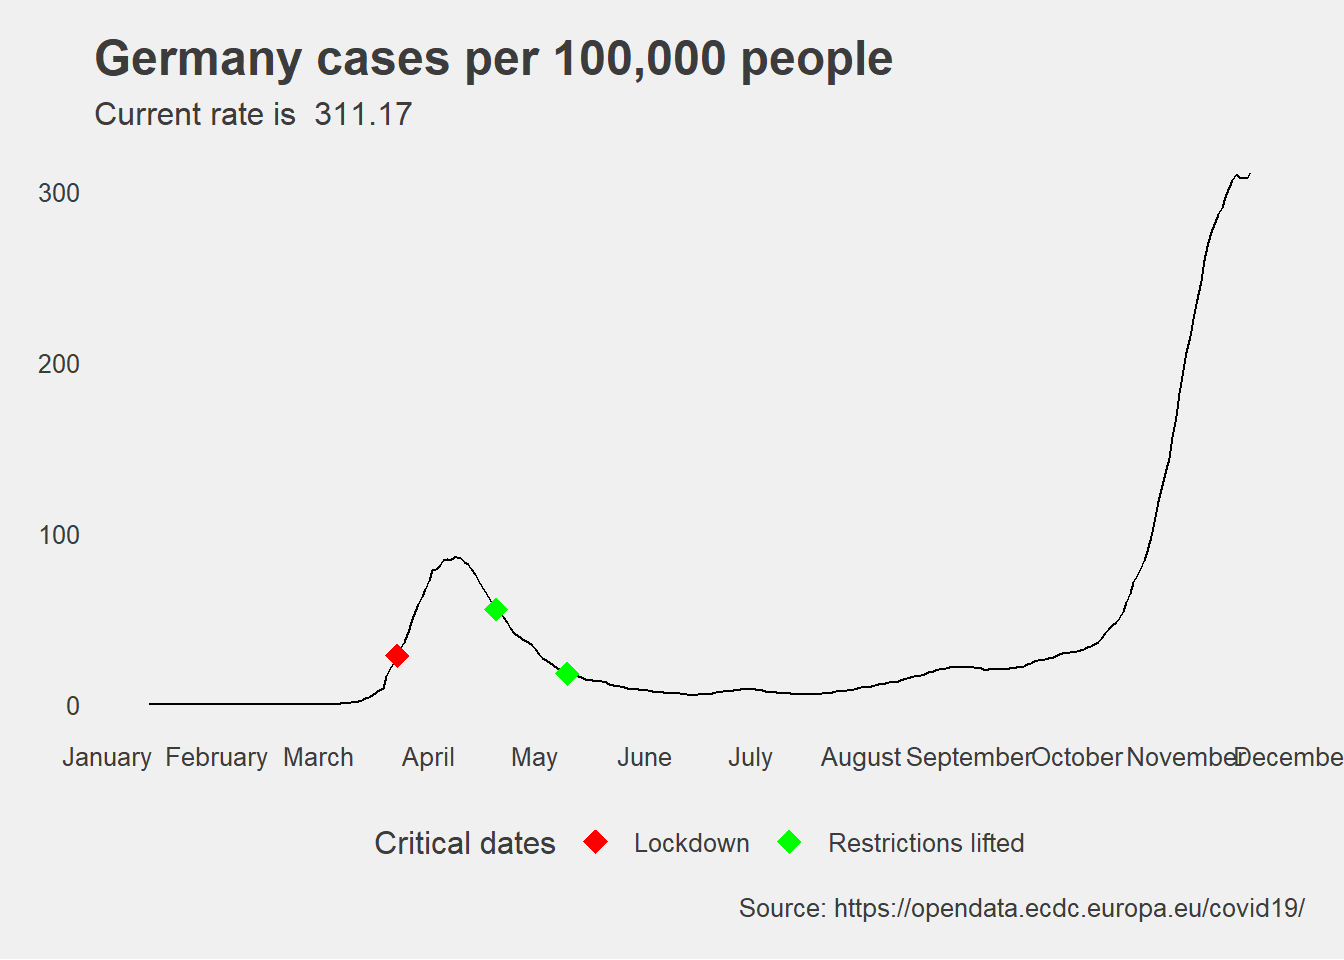 Germany cases per 100,000 people
Current rate is  311.17
300
200
100
0
January February March April May June July August September October November Decembe
Critical dates Lockdown Restrictions lifted
Source: https://opendata.ecdc.europa.eu/covid19/